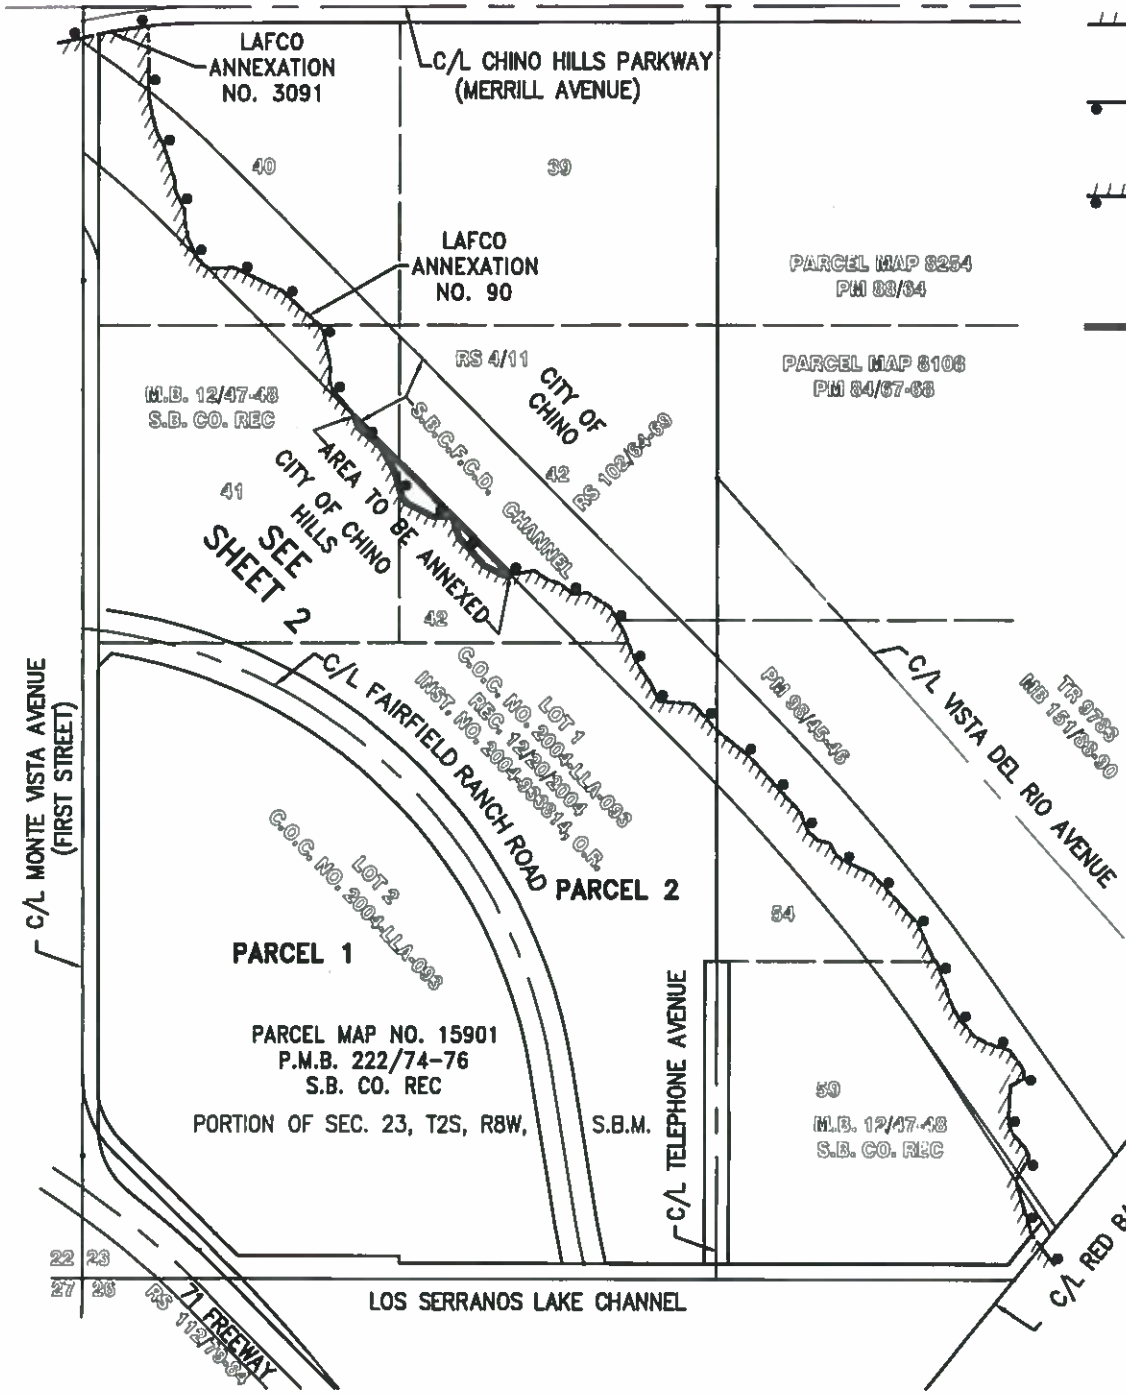 LAFCO
ANNEXATION
NO. 3091
C/L CHINO HILLS PARKWAY
(MERRILL AVENUE)
40
39
LAFCO
ANNEXATION
NO. 90
PARCEL MAP 8254
PM 88/64
RS 4/11
PARCEL MAP 8108
PM 84/67-68
M.B. 12/47-48
S.B. CO. REC
CITY OF
CHINO
S.B.C.F.C.D. CHANNEL
42
RS 102/64-69
41
AREA TO BE ANNEXED
CITY OF CHINO
HILLS
SEE
SHEET 2
42
C/L MONTE VISTA AVENUE
(FIRST STREET)
C/L FAIRFIELD RANCH ROAD
LOT 1
C.O.C. NO. 2004-LLA-093
REC. 12/20/2004
INST. NO. 2004-933814, O.R.
PM 98/45-46
C/L VISTA DEL RIO AVENUE
TR 9783
MB 151/88-90
LOT 2
C.O.C. NO. 2004-LLA-093
PARCEL 2
54
PARCEL 1
C/L TELEPHONE AVENUE
PARCEL MAP NO. 15901
P.M.B. 222/74-76
S.B. CO. REC
PORTION OF SEC. 23, T2S, R8W, S.B.M.
59
M.B. 12/47-48
S.B. CO. REC
C/L RED
22 23
27 26
RS 112/79-84
71 FREEWAY
LOS SERRANOS LAKE CHANNEL